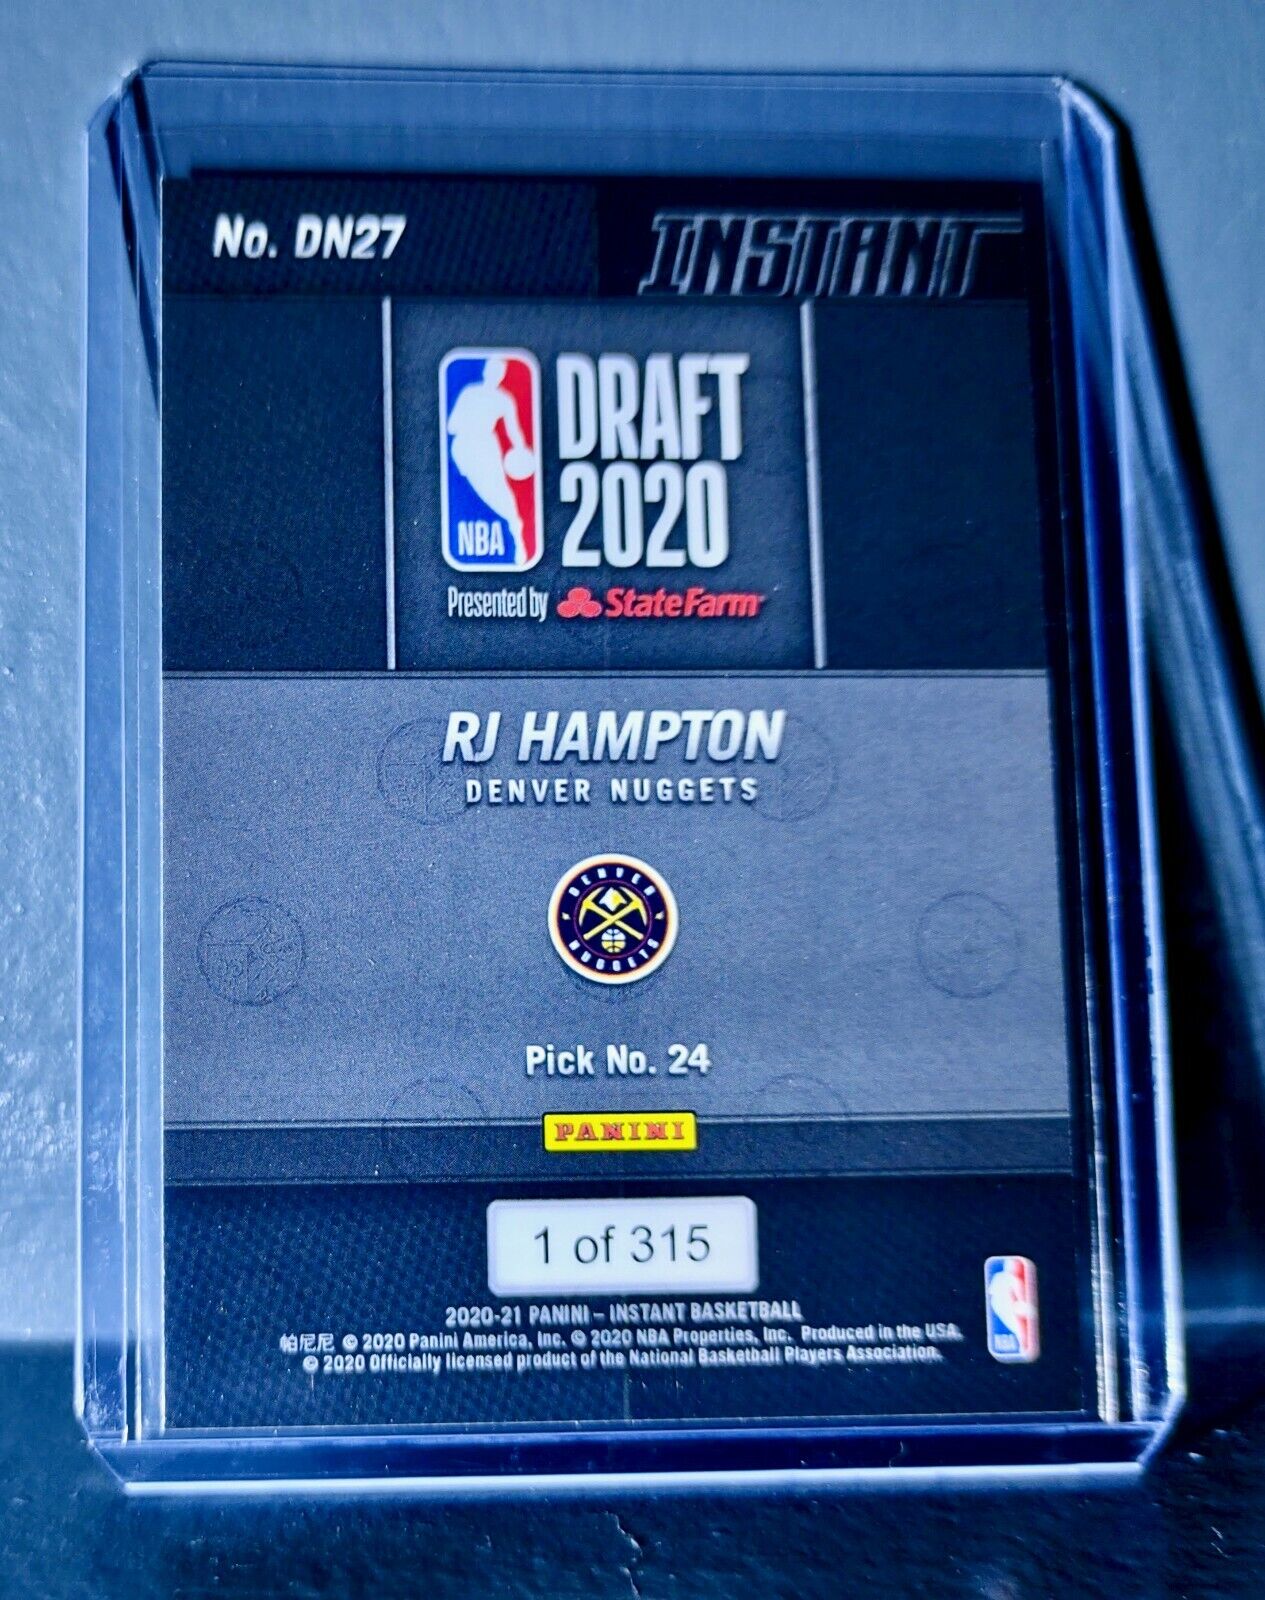 No. DN27
INSTANT
NBA
DRAFT
2020
Presented by StateFarm
RJ HAMPTON
DENVER NUGGETS
DENVER
NUGGETS
Pick No. 24
PANINI
1 of 315
2020-21 PANINI – INSTANT BASKETBALL
帕尼尼 © 2020 Panini America, Inc. © 2020 NBA Properties, Inc. Produced in the USA.
© 2020 Officially licensed product of the National Basketball Players Association.
NBA